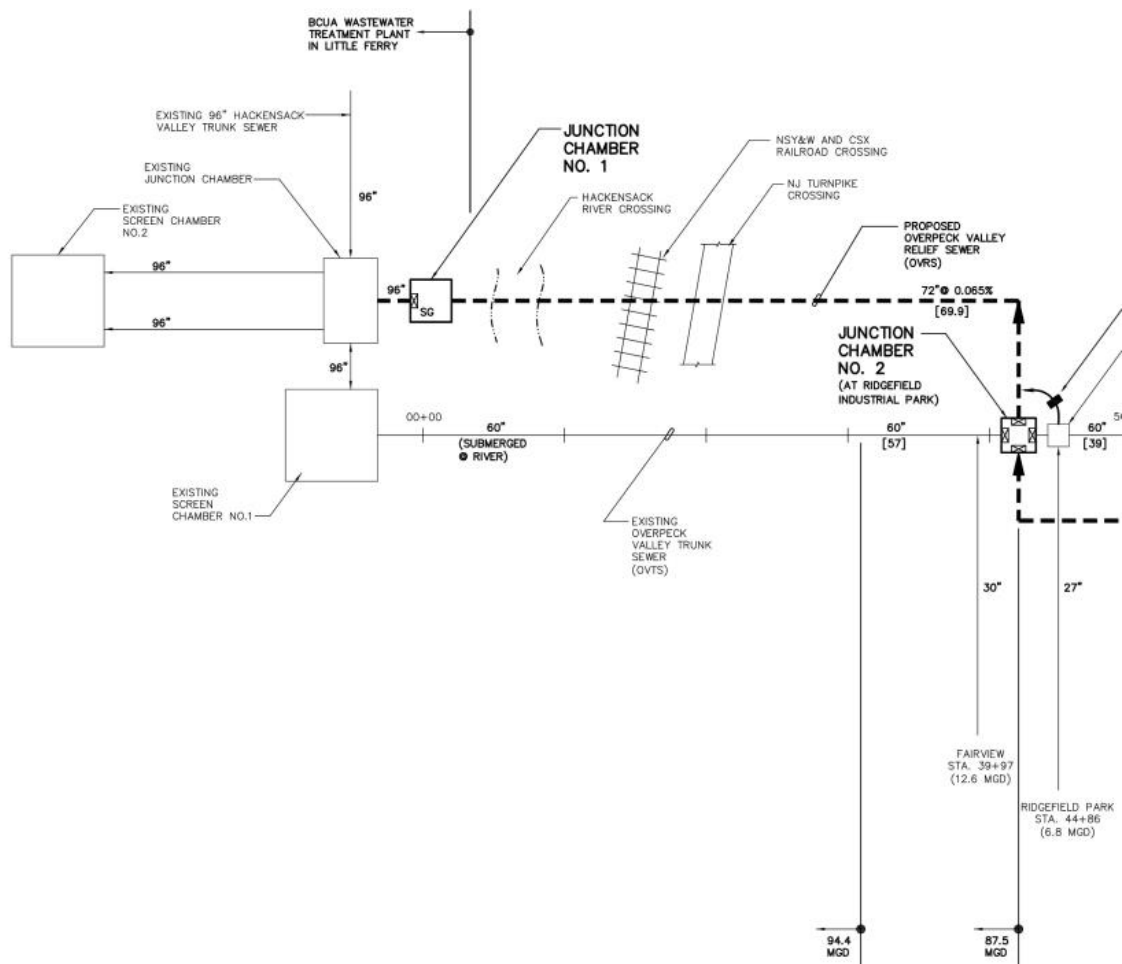 BCUA WASTEWATER
TREATMENT PLANT
IN LITTLE FERRY
EXISTING 96" HACKENSACK
VALLEY TRUNK SEWER
JUNCTION
CHAMBER
NO. 1
NSY&W AND CSX
RAILROAD CROSSING
EXISTING
JUNCTION CHAMBER
96"
HACKENSACK
RIVER CROSSING
NJ TURNPIKE
CROSSING
EXISTING
SCREEN CHAMBER
NO.2
PROPOSED
OVERPECK VALLEY
RELIEF SEWER
(OVRS)
96"
96"
SG
72"@ 0.065%
[69.9]
96"
96"
JUNCTION
CHAMBER
NO. 2
(AT RIDGEFIELD
INDUSTRIAL PARK)
00+00
60"
(SUBMERGED
@ RIVER)
60"
[57]
60"
[39]
EXISTING
SCREEN
CHAMBER NO.1
EXISTING
OVERPECK
VALLEY TRUNK
SEWER
(OVTS)
30"
27"
FAIRVIEW
STA. 39+97
(12.6 MGD)
RIDGEFIELD PARK
STA. 44+86
(6.8 MGD)
94.4
MGD
87.5
MGD